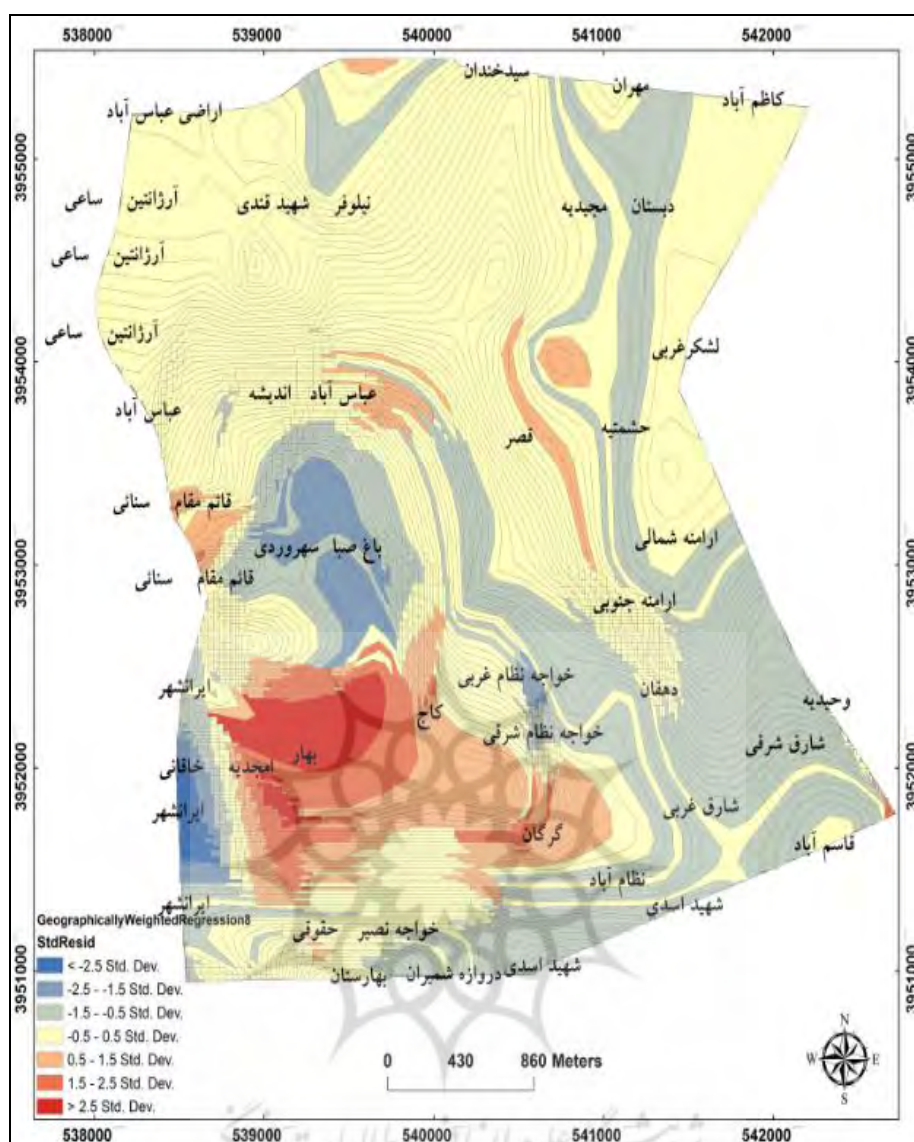 538000 539000 540000 541000 542000
سیدخندان
مهران
کاظم آباد
اراضی عباس آباد
3955000 3955000
آرژانتین ساعی
شهید قندی نیلوفر
مجیدیه
دبستان
آرژانتین ساعی
آرژانتین ساعی
لشکرغربی
3954000 3954000
عباس آباد
عباس آباد اندیشه
قصر
حشمتیه
قائم مقام سنائی
باغ صبا سهروردی
ارامنه شمالی
3953000 3953000
قائم مقام سنائی
ارامنه جنوبی
خواجه نظام غربی
ایرانشهر
دهقان
وحیدیه
کاج
خواجه نظام شرقی
شارق شرقی
3952000 3952000
خاقانی
امجدیه بهار
ایرانشهر
شارق غربی
گرگان
قاسم آباد
نظام آباد
ایرانشهر
شهید اسدی
خواجه نصیر حقوقی
3951000 3951000
بهارستان دروازه شمیران شهید اسدی
GeographicallyWeightedRegression8
StdResid
< -2.5 Std. Dev.
-2.5 - -1.5 Std. Dev.
-1.5 - -0.5 Std. Dev.
-0.5 - 0.5 Std. Dev.
0.5 - 1.5 Std. Dev.
1.5 - 2.5 Std. Dev.
> 2.5 Std. Dev.
0 430 860 Meters
N
W E
S
538000 539000 540000 541000 542000